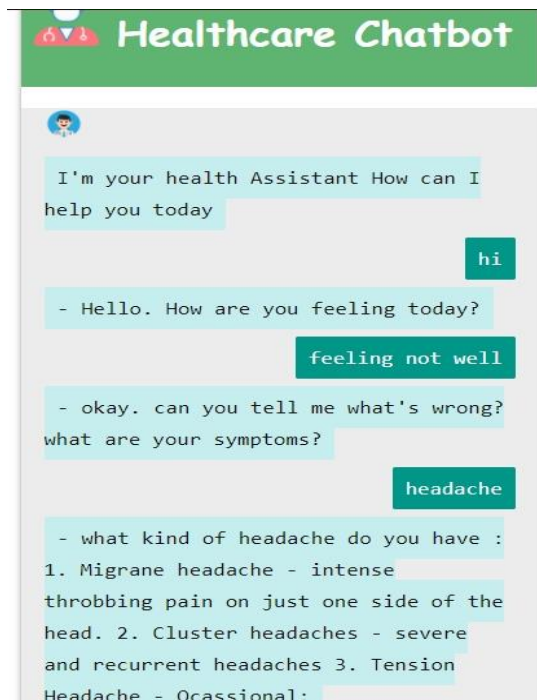 Healthcare Chatbot
I'm your health Assistant How can I
help you today
hi
- Hello. How are you feeling today?
feeling not well
- okay. can you tell me what's wrong?
what are your symptoms?
headache
- what kind of headache do you have :
1. Migrane headache - intense
throbbing pain on just one side of the
head. 2. Cluster headaches - severe
and recurrent headaches 3. Tension
Headache - Ocassional;